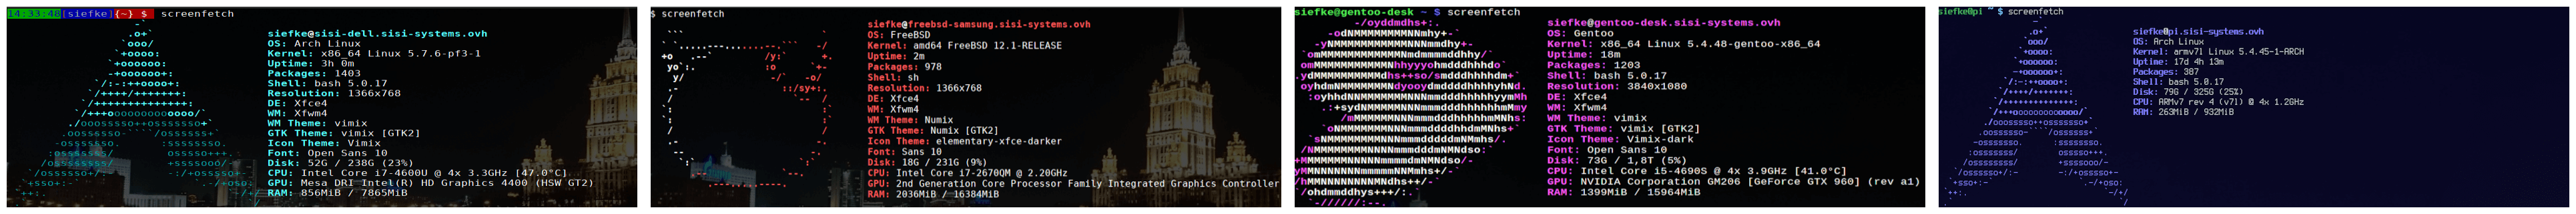 14:33:48[siefke]{~} $ screenfetch
siefke@sisi-dell.sisi-systems.ovh
OS: Arch Linux
Kernel: x86_64 Linux 5.7.6-pf3-1
Uptime: 3h 0m
Packages: 1403
Shell: bash 5.0.17
Resolution: 1366x768
DE: Xfce4
WM: Xfwm4
WM Theme: vimix
GTK Theme: vimix [GTK2]
Icon Theme: Vimix
Font: Open Sans 10
Disk: 52G / 238G (23%)
CPU: Intel Core i7-4600U @ 4x 3.3GHz [47.0°C]
GPU: Mesa DRI Intel(R) HD Graphics 4400 (HSW GT2)
RAM: 856MiB / 7865MiB
$ screenfetch
siefke@freebsd-samsung.sisi-systems.ovh
OS: FreeBSD
Kernel: amd64 FreeBSD 12.1-RELEASE
Uptime: 2m
Packages: 978
Shell: sh
Resolution: 1366x768
DE: Xfce4
WM: Xfwm4
WM Theme: Numix
GTK Theme: Numix [GTK2]
Icon Theme: elementary-xfce-darker
Font: Sans 10
Disk: 18G / 231G (9%)
CPU: Intel Core i7-2670QM @ 2.20GHz
GPU: 2nd Generation Core Processor Family Integrated Graphics Controller
RAM: 2036MiB / 16384MiB
siefke@gentoo-desk ~ $ screenfetch
siefke@gentoo-desk.sisi-systems.ovh
OS: Gentoo
Kernel: x86_64 Linux 5.4.48-gentoo-x86_64
Uptime: 18m
Packages: 1203
Shell: bash 5.0.17
Resolution: 3840x1080
DE: Xfce4
WM: Xfwm4
WM Theme: vimix
GTK Theme: vimix [GTK2]
Icon Theme: Vimix-dark
Font: Open Sans 10
Disk: 73G / 1,8T (5%)
CPU: Intel Core i5-4690S @ 4x 3.9GHz [41.0°C]
GPU: NVIDIA Corporation GM206 [GeForce GTX 960] (rev a1)
RAM: 1399MiB / 15964MiB
siefke@pi ~ $ screenfetch
siefke@pi.sisi-systems.ovh
OS: Arch Linux
Kernel: armv7l Linux 5.4.45-1-ARCH
Uptime: 17d 4h 13m
Packages: 387
Shell: bash 5.0.17
Disk: 79G / 325G (25%)
CPU: ARMv7 rev 4 (v7l) @ 4x 1.2GHz
RAM: 263MiB / 932MiB